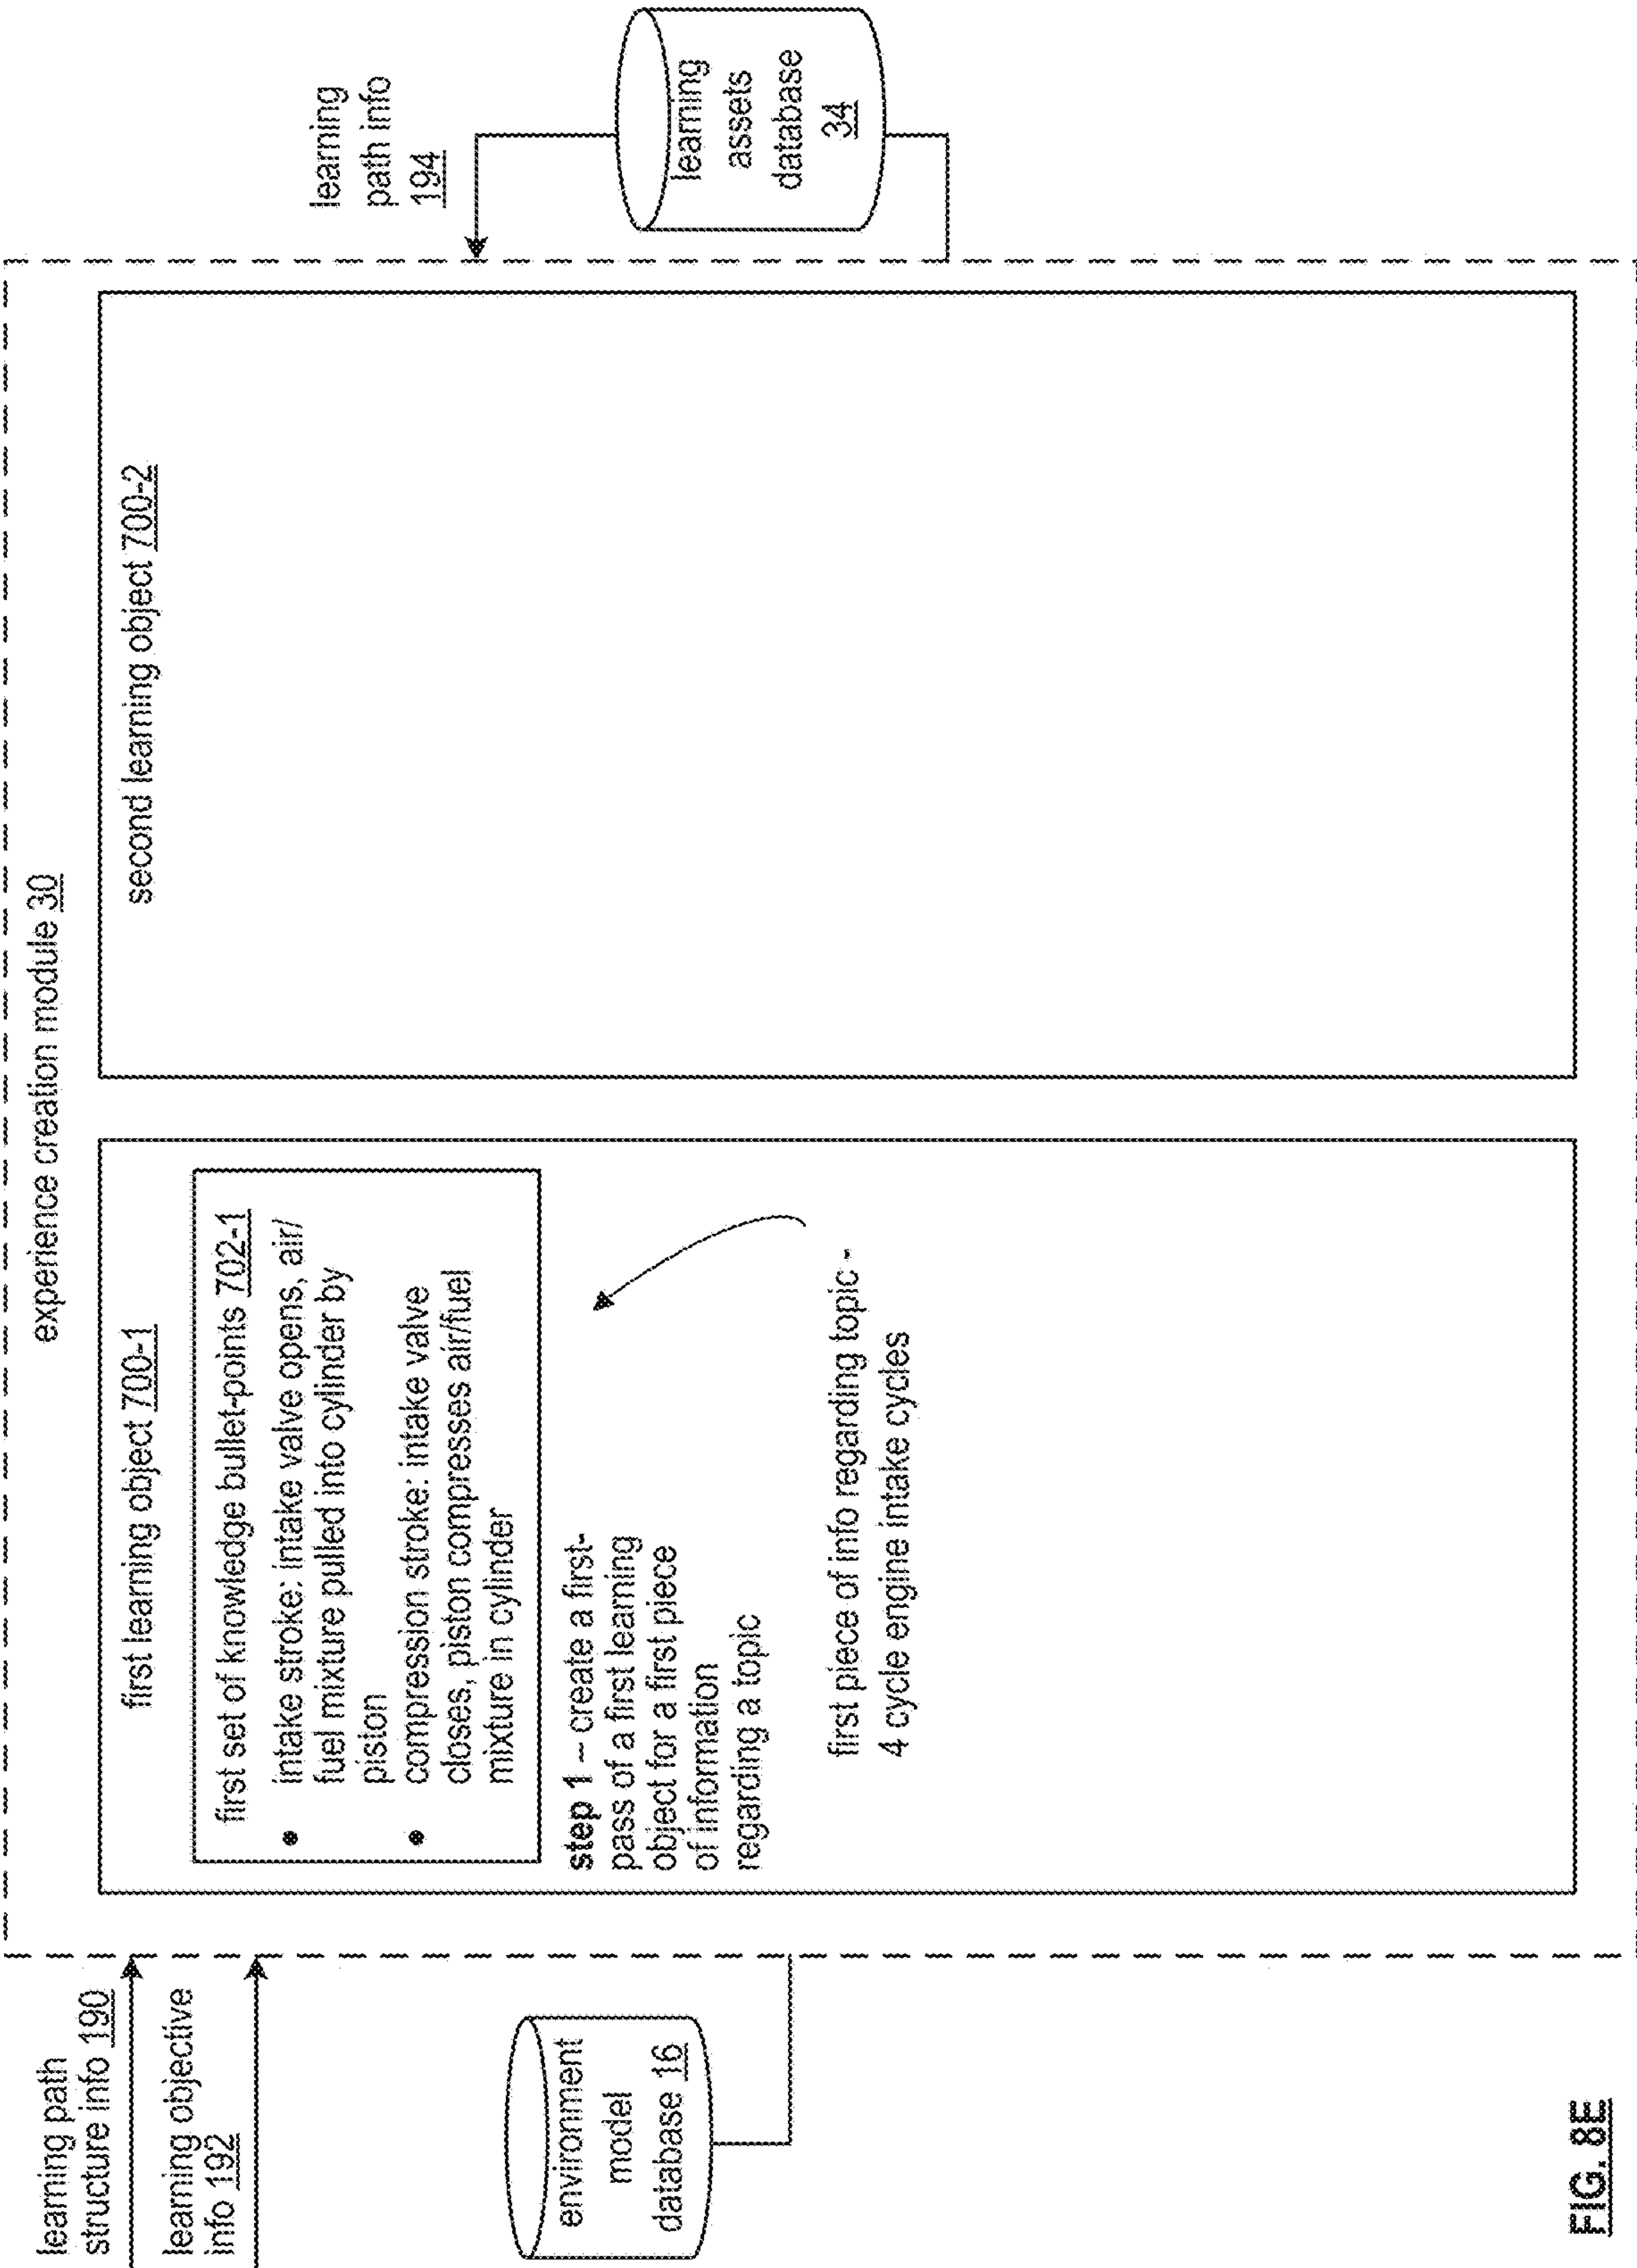 experience creation module 30
learning path
structure info 190
learning objective
info 192
environment
model
database 16
first learning object 700-1
first set of knowledge bullet-points 702-1
• intake stroke: intake valve opens, air/
fuel mixture pulled into cylinder by
piston
• compression stroke: intake valve
closes, piston compresses air/fuel
mixture in cylinder
step 1 – create a first-
pass of a first learning
object for a first piece
of information
regarding a topic
first piece of info regarding topic -
4 cycle engine intake cycles
second learning object 700-2
learning
path info
194
learning
assets
database
34
FIG. 8E